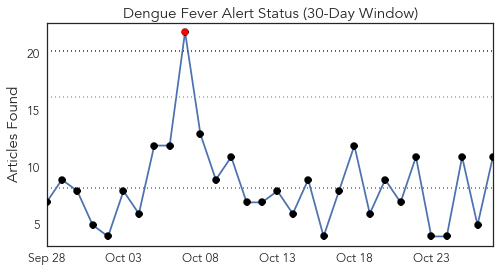 Dengue Fever Alert Status (30-Day Window)
Articles Found
20
15
10
5
Sep 28 Oct 03 Oct 08 Oct 13 Oct 18 Oct 23